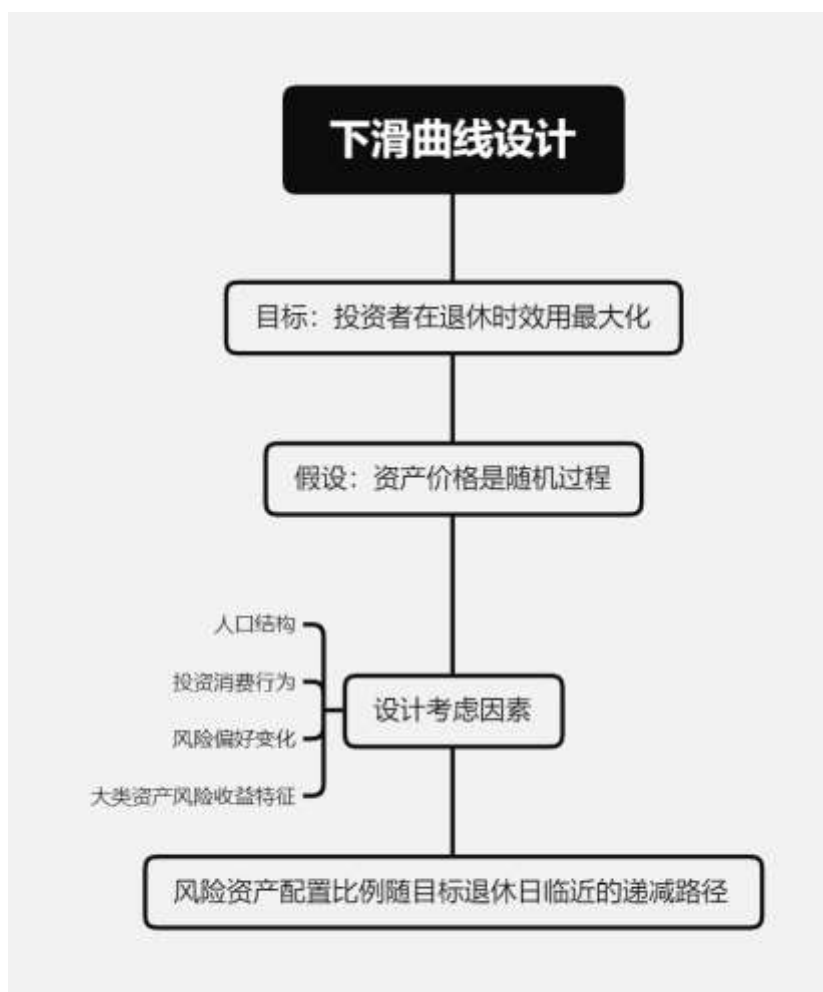 下滑曲线设计
目标：投资者在退休时效用最大化
假设：资产价格是随机过程
人口结构
投资消费行为
风险偏好变化
大类资产风险收益特征
设计考虑因素
风险资产配置比例随目标退休日临近的递减路径